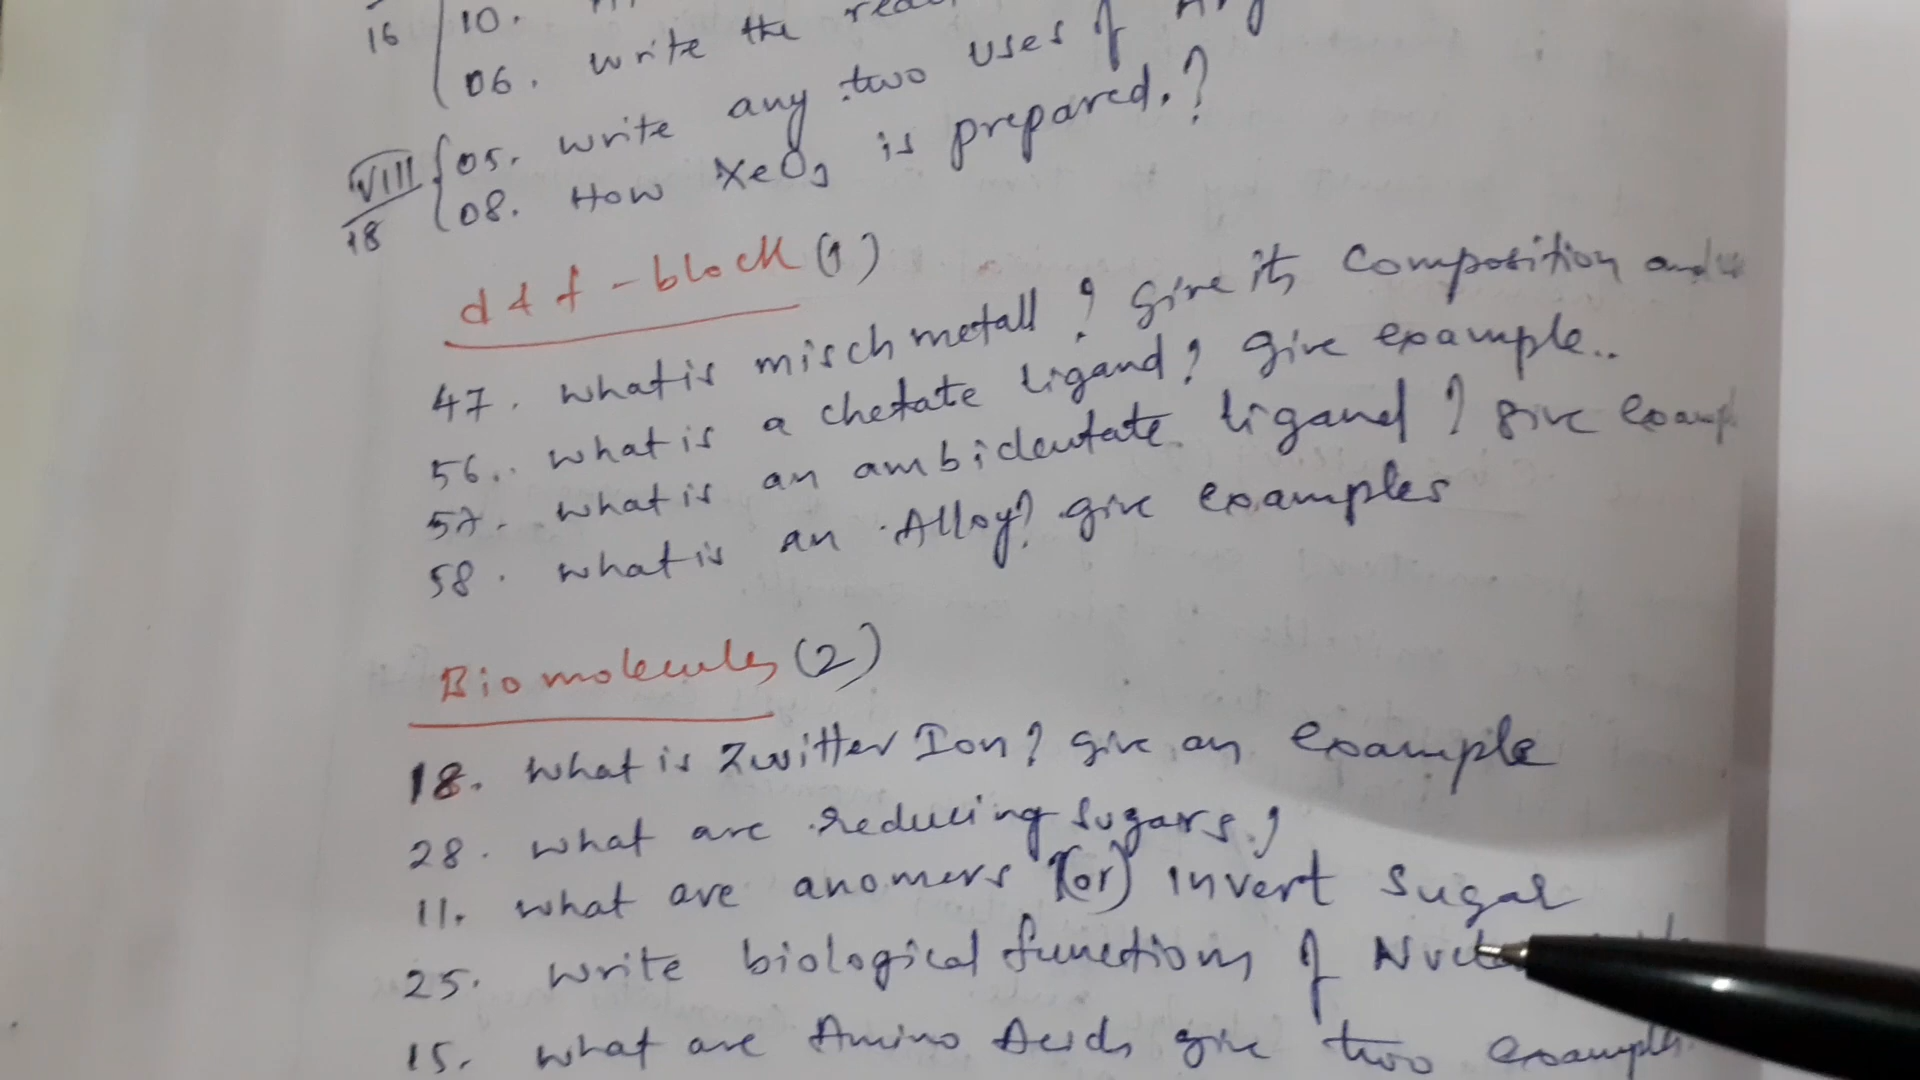 16 10.
06. write the
VIII 05. write any two uses of
18 08. How XeO3 is prepared.?
d & f - block (1)
47. what is misch metall? Give its Composition and
56. what is a chetate ligand? Give example..
57. what is an ambidentate ligand? give examp
58. what is an Alloy? give examples
Biomolecules (2)
18. what is Zwitter Ion? give an example
28. what are reducing sugars?
11. what are anomers (or) invert sugar
25. write biological functions of
15. what are Amino Acids give two